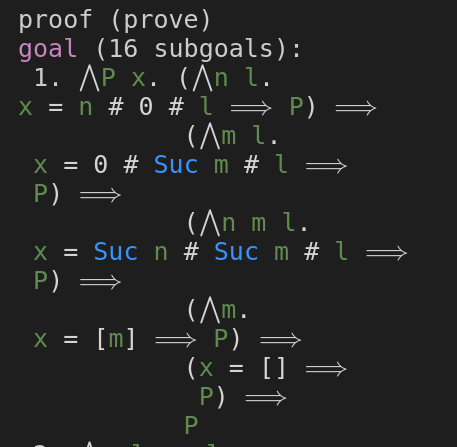 proof (prove)
goal (16 subgoals):
1. ⋀P x. (⋀n l.
x = n # 0 # l ⟹ P) ⟹
(⋀m l.
x = 0 # Suc m # l ⟹
P) ⟹
(⋀n m l.
x = Suc n # Suc m # l ⟹
P) ⟹
(⋀m.
x = [m] ⟹ P) ⟹
(x = [] ⟹
P) ⟹
P